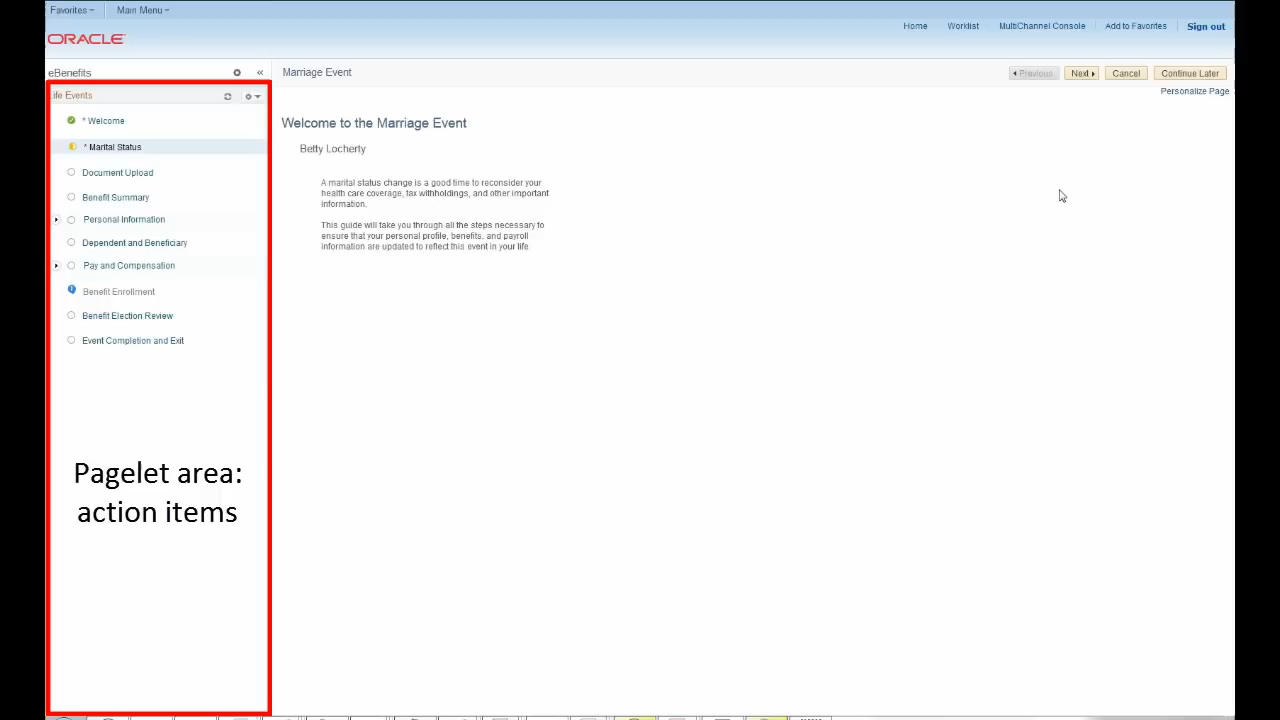 Favorites
Main Menu
ORACLE
Home
Worklist
MultiChannel Console
Add to Favorites
Sign out
eBenefits
Marriage Event
Previous
Next
Cancel
Continue Later
Personalize Page
Life Events
* Welcome
* Marital Status
Document Upload
Benefit Summary
Personal Information
Dependent and Beneficiary
Pay and Compensation
Benefit Enrollment
Benefit Election Review
Event Completion and Exit
Pagelet area:
action items
Welcome to the Marriage Event
Betty Locherty
A marital status change is a good time to reconsider your
health care coverage, tax withholdings, and other important
information.
This guide will take you through all the steps necessary to
ensure that your personal profile, benefits, and payroll
information are updated to reflect this event in your life.